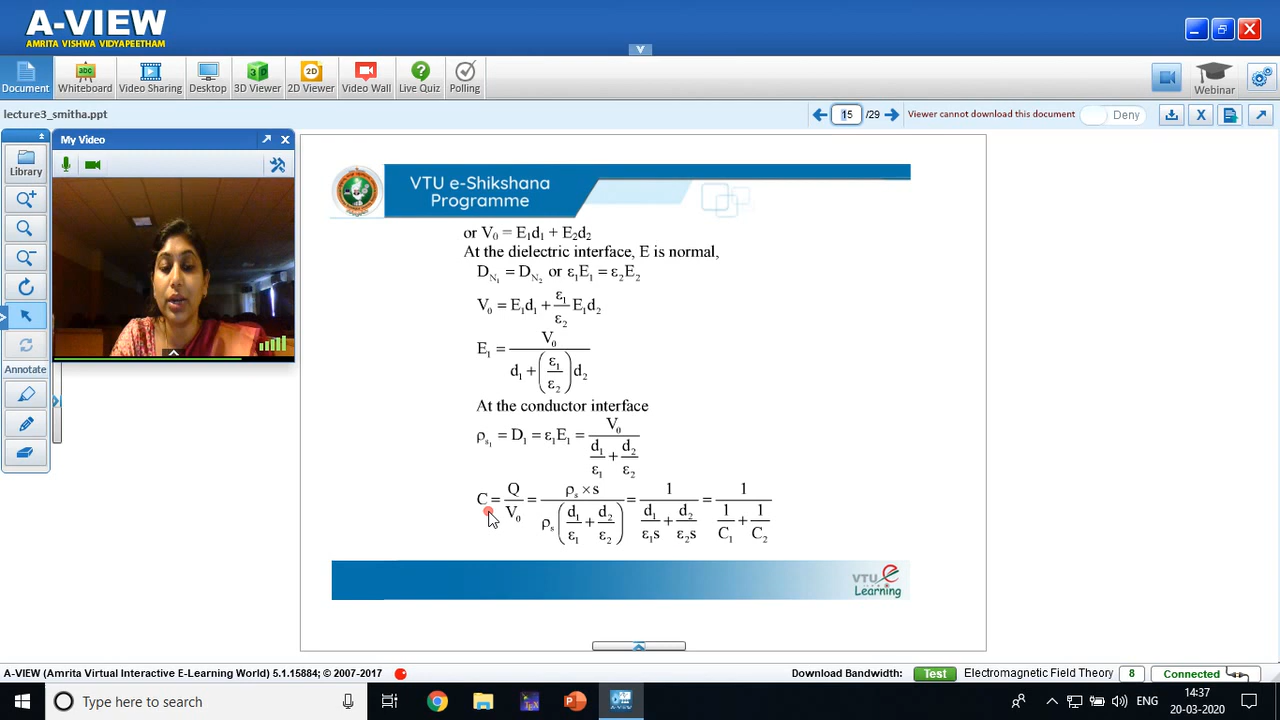 A-VIEW
AMRITA VISHWA VIDYAPEETHAM
Document Whiteboard Video Sharing Desktop 3D Viewer 2D Viewer Video Wall Live Quiz Polling Webinar
lecture3_smitha.ppt 15 /29 Viewer cannot download this document Deny
My Video
Library
Annotate
VTU e-Shikshana
Programme
or V₀ = E₁d₁ + E₂d₂
At the dielectric interface, E is normal,
D_N₁ = D_N₂ or ε₁E₁ = ε₂E₂
V₀ = E₁d₁ + (ε₁/ε₂) E₁d₂
E₁ = V₀ / (d₁ + (ε₁/ε₂) d₂)
At the conductor interface
ρ_s₁ = D₁ = ε₁E₁ = V₀ / (d₁/ε₁ + d₂/ε₂)
C = Q/V₀ = (ρ_s × s) / (ρ_s (d₁/ε₁ + d₂/ε₂)) = 1 / (d₁/ε₁s + d₂/ε₂s) = 1 / (1/C₁ + 1/C₂)
VTU e
Learning
A-VIEW (Amrita Virtual Interactive E-Learning World) 5.1.15884; © 2007-2017 Download Bandwidth: Test Electromagnetic Field Theory 8 Connected
Type here to search ENG 14:37
20-03-2020